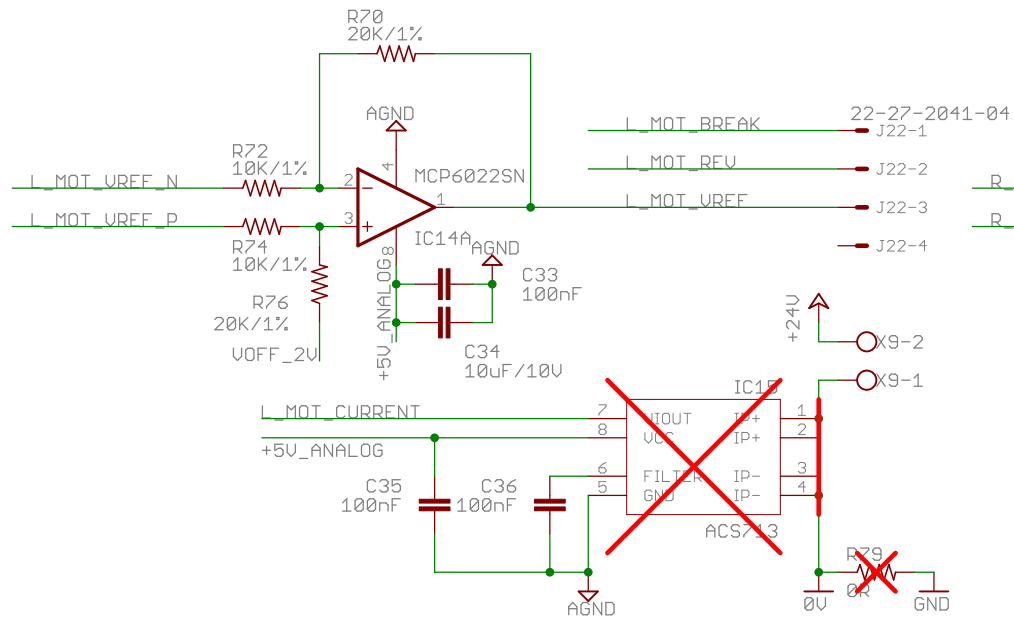 R70
20K/1%
AGND
22-27-2041-04
L_MOT_BREAK
J22-1
R72
10K/1%
4
MCP6022SN
L_MOT_REV
J22-2
L_MOT_VREF_N
2
R_
1
L_MOT_VREF
J22-3
L_MOT_VREF_P
3
R_
R74
10K/1%
IC14A
8
AGND
J22-4
+5V_ANALOG
C33
100nF
R76
20K/1%
+24V
VOFF_2V
C34
10uF/10V
X9-2
X9-1
IC15
L_MOT_CURRENT
7
VIOUT
IP+
1
8
VCC
IP+
2
+5V_ANALOG
6
FILTER
IP-
3
5
GND
IP-
4
C35
100nF
C36
100nF
ACS713
R79
0R
AGND
0V
GND